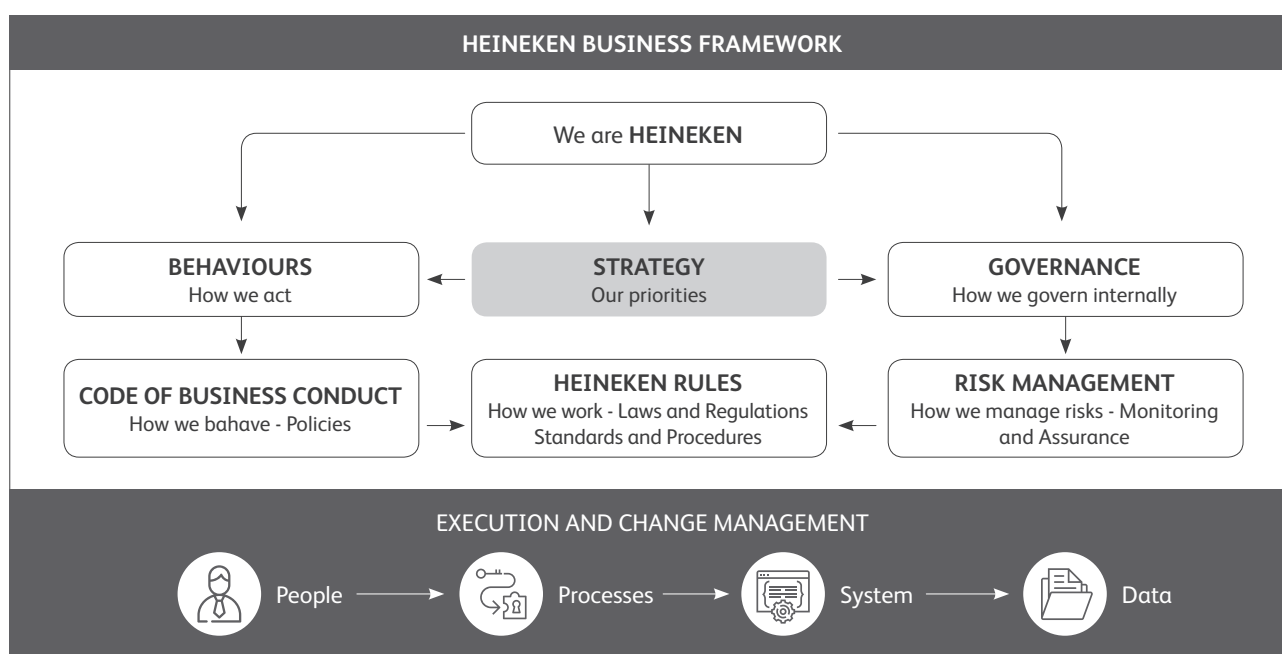 HEINEKEN BUSINESS FRAMEWORK
We are HEINEKEN
BEHAVIOURS
How we act
STRATEGY
Our priorities
GOVERNANCE
How we govern internally
CODE OF BUSINESS CONDUCT
How we bahave - Policies
HEINEKEN RULES
How we work - Laws and Regulations
Standards and Procedures
RISK MANAGEMENT
How we manage risks - Monitoring
and Assurance
EXECUTION AND CHANGE MANAGEMENT
People
Processes
System
Data